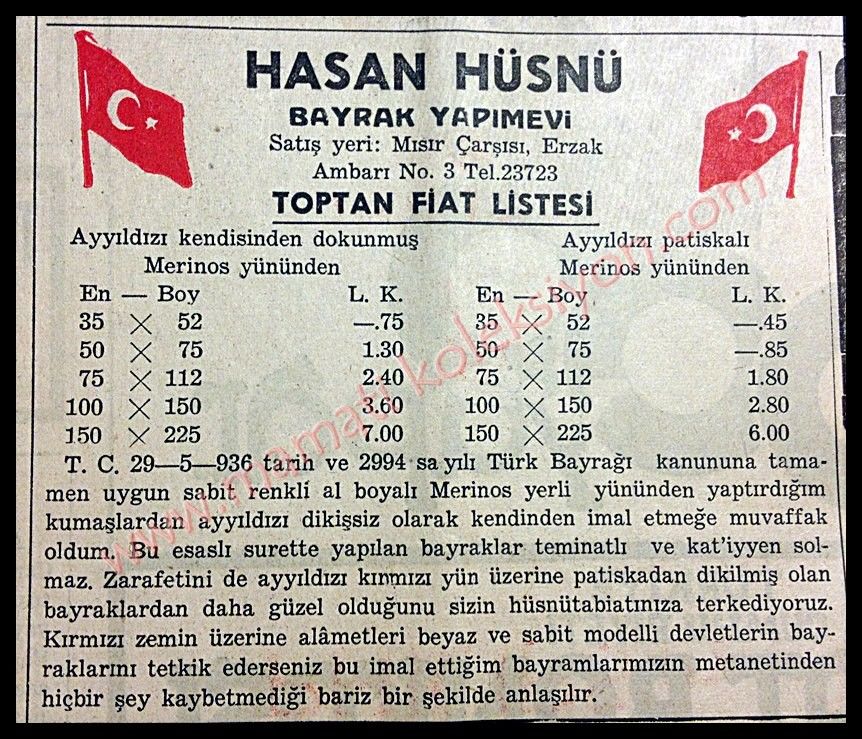 HASAN HÜSNÜ
BAYRAK YAPIMEVİ
Satış yeri: Mısır Çarşısı, Erzak
Ambarı No. 3 Tel.23723
TOPTAN FİAT LİSTESİ
Ayyıldızı kendisinden dokunmuş
Merinos yününden
En — Boy L. K.
35 × 52 —.75
50 × 75 1.30
75 × 112 2.40
100 × 150 3.60
150 × 225 7.00
Ayyıldızı patiskalı
Merinos yününden
En — Boy L. K.
35 × 52 —.45
50 × 75 —.85
75 × 112 1.80
100 × 150 2.80
150 × 225 6.00
T. C. 29—5—936 tarih ve 2994 sayılı Türk Bayrağı kanununa tama-
men uygun sabit renkli al boyalı Merinos yerli yününden yaptırdığım
kumaşlardan ayyıldızı dikişsiz olarak kendinden imal etmeğe muvaffak
oldum. Bu esaslı surette yapılan bayraklar teminatlı ve kat'iyyen sol-
maz. Zarafetini de ayyıldızı kırmızı yün üzerine patiskadan dikilmiş olan
bayraklardan daha güzel olduğunu sizin hüsnütabiatınıza terkediyoruz.
Kırmızı zemin üzerine alâmetleri beyaz ve sabit modelli devletlerin bay-
raklarını tetkik ederseniz bu imal ettiğim bayramlarımızın metanetinden
hiçbir şey kaybetmediği bariz bir şekilde anlaşılır.
www.mamatikoleksiyon.com